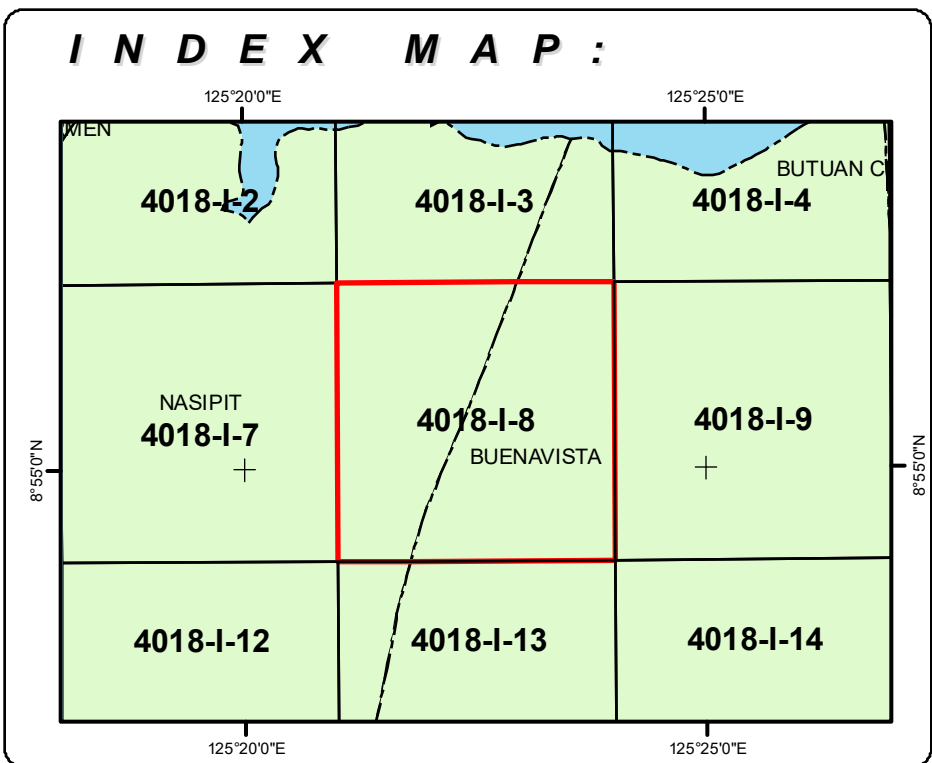 INDEX MAP:
125°20'0"E 125°25'0"E
MEN
BUTUAN C
4018-I-2 4018-I-3 4018-I-4
NASIPIT
4018-I-7 4018-I-8 4018-I-9
BUENAVISTA
8°55'0"N 8°55'0"N
4018-I-12 4018-I-13 4018-I-14
125°20'0"E 125°25'0"E